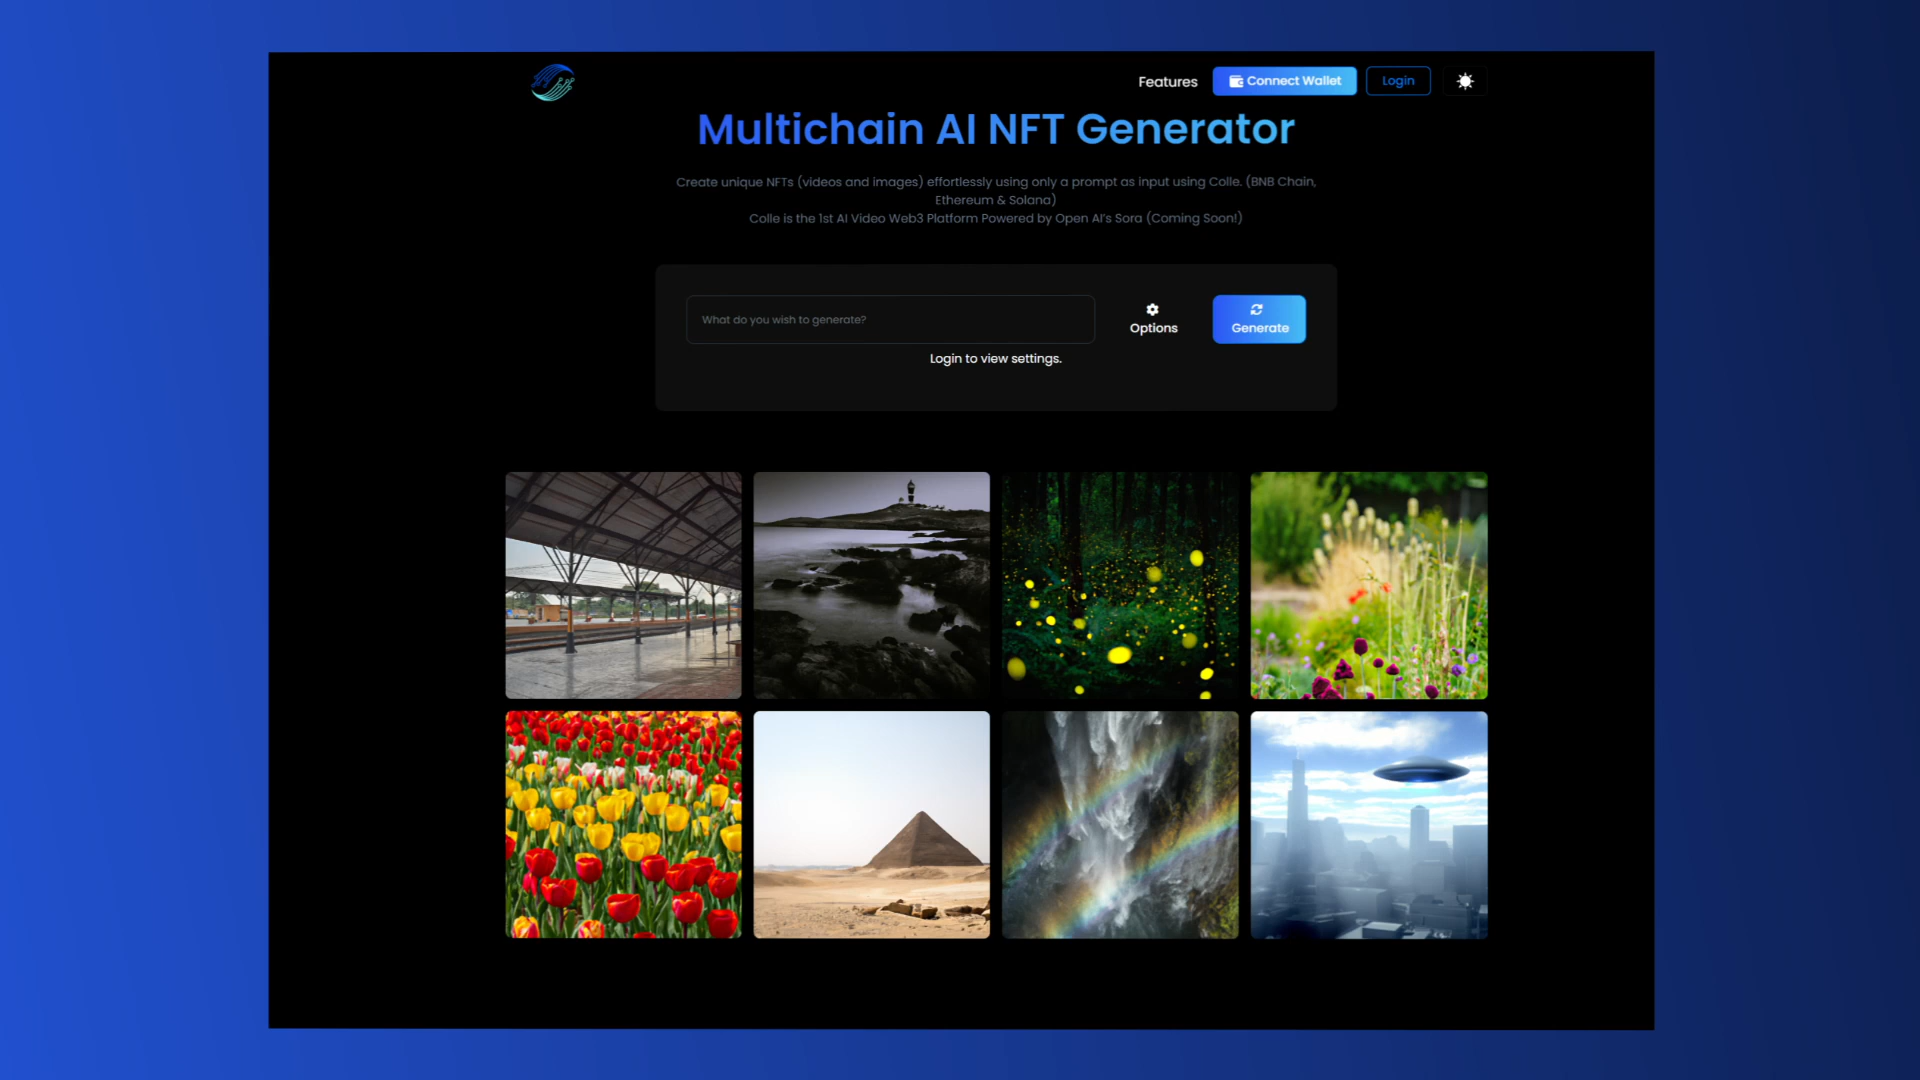 Features
Connect Wallet
Login
Multichain AI NFT Generator
Create unique NFTs (videos and images) effortlessly using only a prompt as input using Colle. (BNB Chain,
Ethereum & Solana)
Colle is the 1st AI Video Web3 Platform Powered by Open AI's Sora (Coming Soon!)
What do you wish to generate?
Options
Generate
Login to view settings.